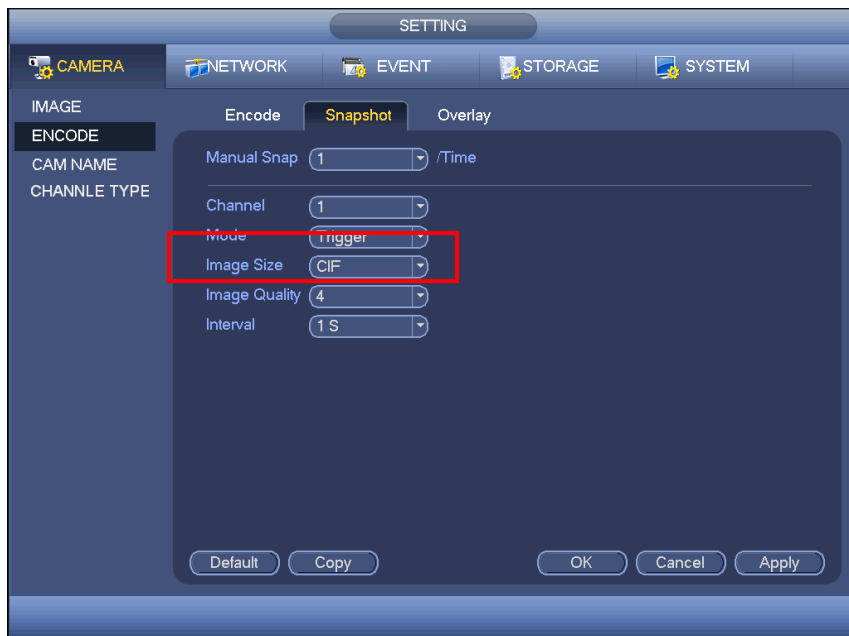 SETTING
CAMERA NETWORK EVENT STORAGE SYSTEM
IMAGE
ENCODE
CAM NAME
CHANNLE TYPE
Encode Snapshot Overlay
Manual Snap 1 /Time
Channel 1
Mode Trigger
Image Size CIF
Image Quality 4
Interval 1 S
Default Copy OK Cancel Apply